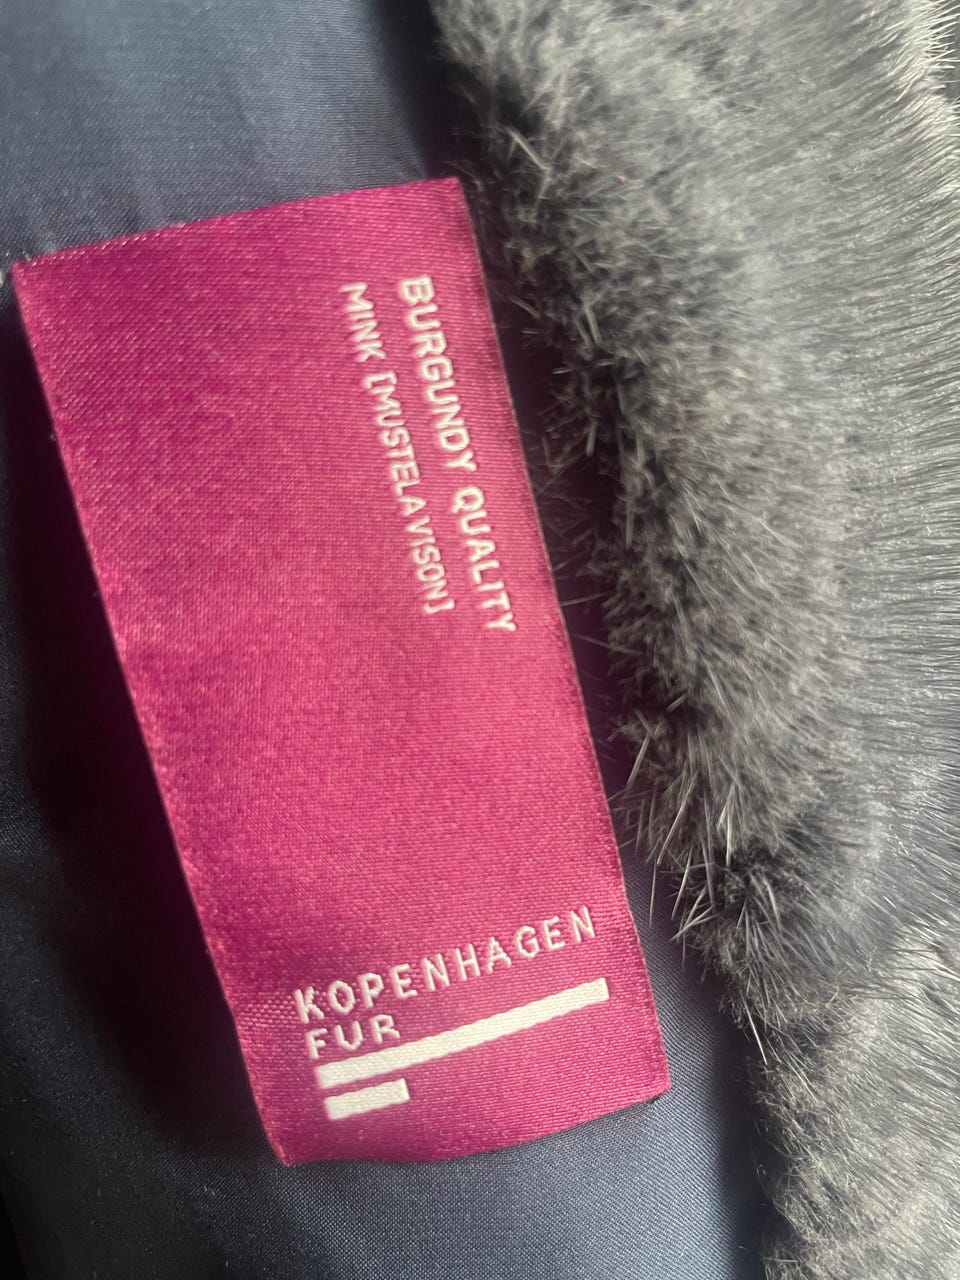 BURGUNDY QUALITY
MINK [MUSTELA VISON]
KOPENHAGEN
FUR